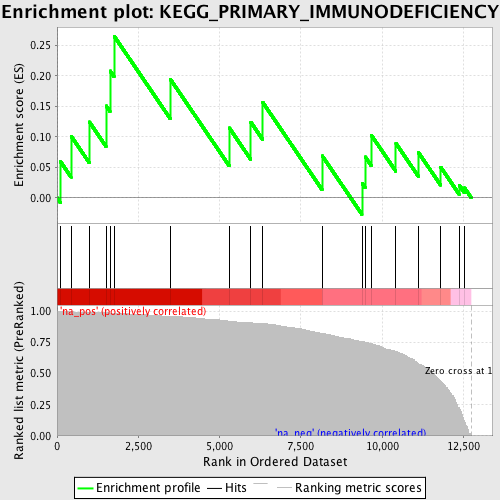 Enrichment plot: KEGG_PRIMARY_IMMUNODEFICIENCY
Enrichment score (ES)
0.25
0.20
0.15
0.10
0.05
0.00
Ranked list metric (PreRanked)
1.00
0.75
0.50
0.25
0.00
'na_pos' (positively correlated)
Zero cross at 1
'na_neg' (negatively correlated)
0
2,500
5,000
7,500
10,000
12,500
Rank in Ordered Dataset
Enrichment profile
Hits
Ranking metric scores